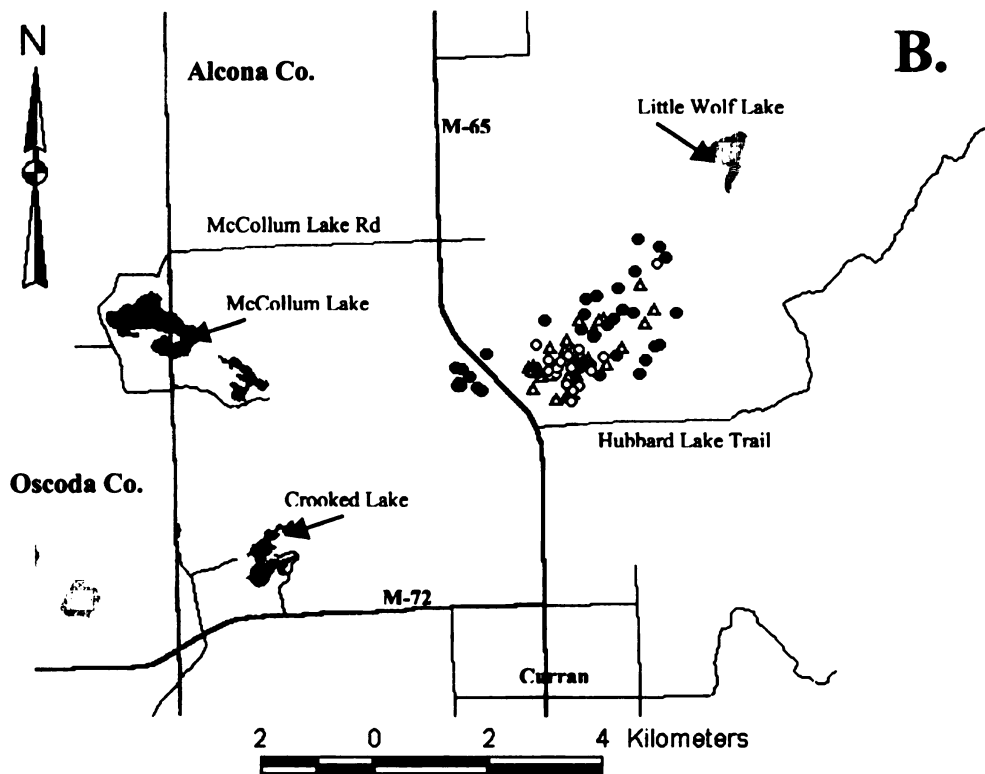 N
B.
Alcona Co.
Little Wolf Lake
M-65
McCollum Lake Rd
McCollum Lake
Hubbard Lake Trail
Oscoda Co.
Crooked Lake
M-72
Curran
2 0 2 4 Kilometers